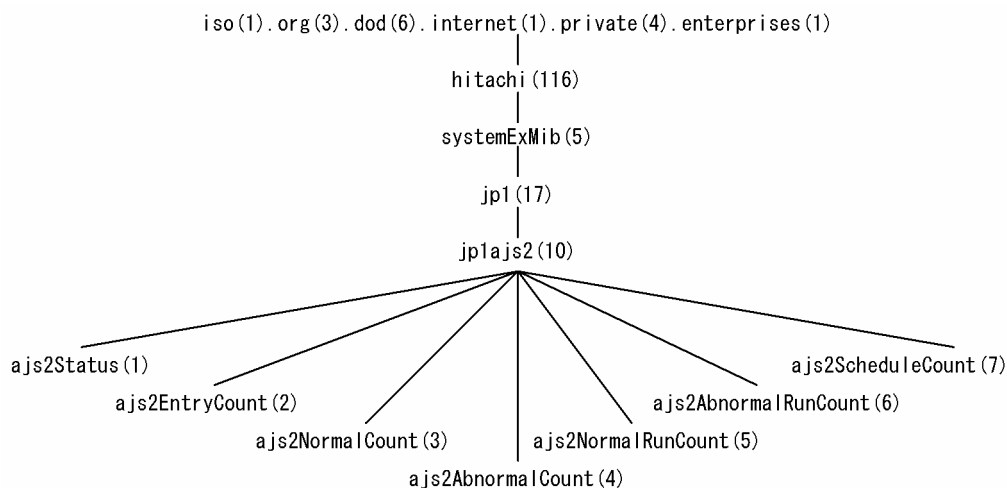 iso(1).org(3).dod(6).internet(1).private(4).enterprises(1)
hitachi(116)
systemExMib(5)
jp1(17)
jp1ajs2(10)
ajs2Status(1)
ajs2ScheduleCount(7)
ajs2EntryCount(2)
ajs2AbnormalRunCount(6)
ajs2NormalCount(3)
ajs2NormalRunCount(5)
ajs2AbnormalCount(4)